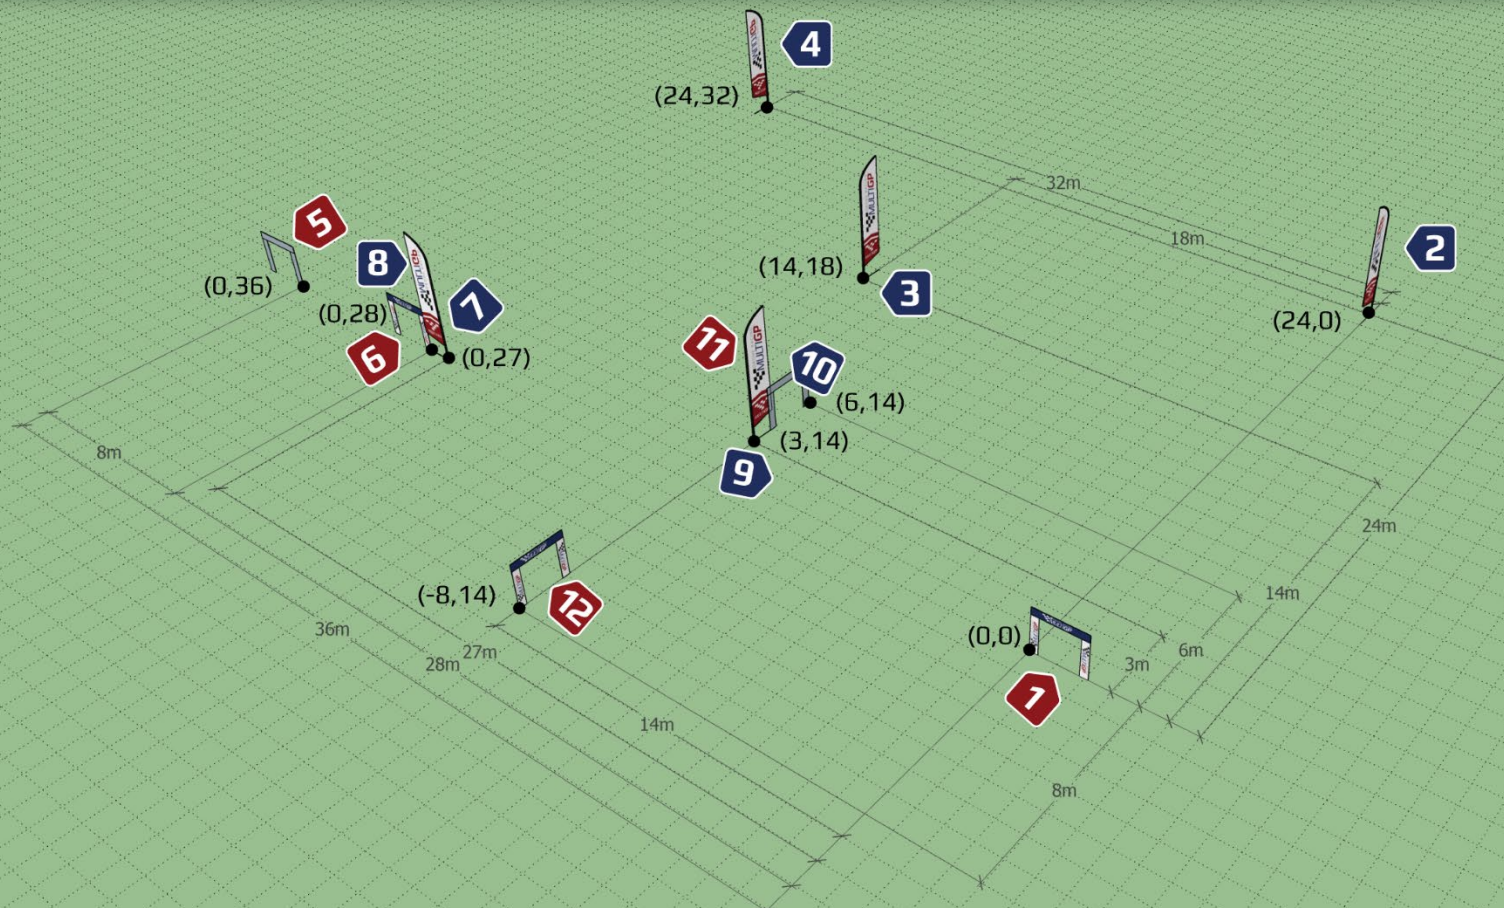 4
(24,32)
32m
18m
2
5
(0,36)
8
(0,28)
7
6
(0,27)
MULTIGP
(14,18)
3
(24,0)
11
MULTIGP
10
(6,14)
(3,14)
9
8m
24m
14m
(-8,14)
12
(0,0)
1
3m
6m
36m
27m
28m
14m
8m